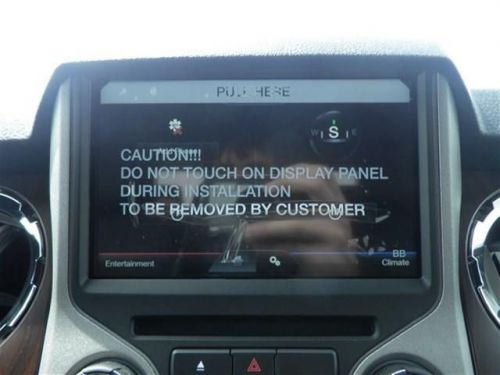 PULL HERE
W S E
CAUTION!!!
DO NOT TOUCH ON DISPLAY PANEL
DURING INSTALLATION
TO BE REMOVED BY CUSTOMER
Entertainment
Climate